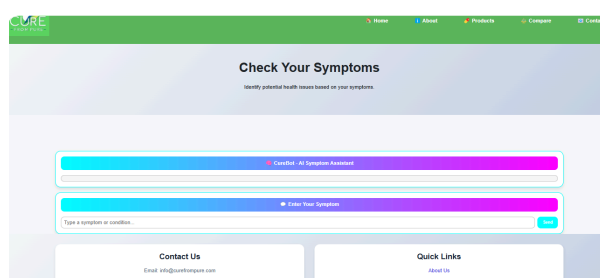 CURE
Home
About
Products
Compare
Conta
Check Your Symptoms
Identify potential health issues based on your symptoms.
CureBot - AI Symptom Assistant
Enter Your Symptom
Type a symptom or condition...
Send
Contact Us
Quick Links
Email: info@curefrompure.com
About Us